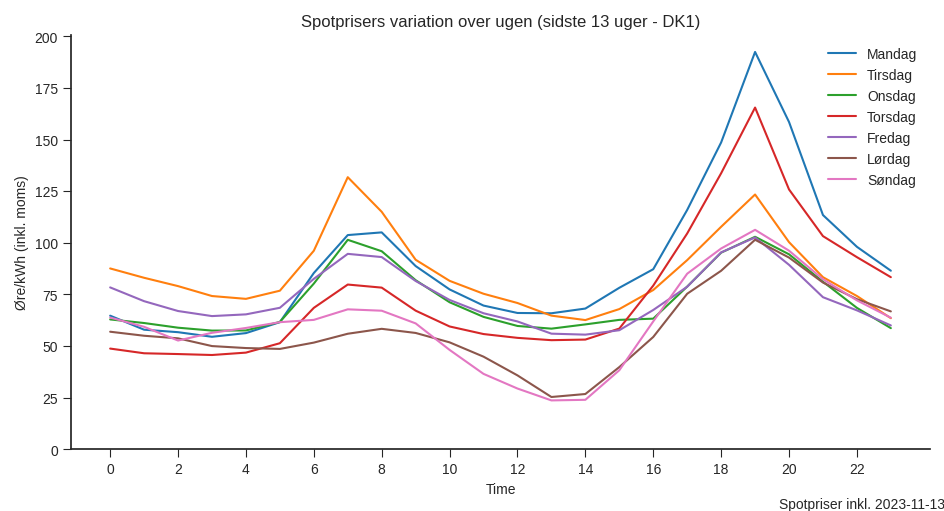 Spotprisers variation over ugen (sidste 13 uger - DK1)
Øre/kWh (inkl. moms)
200
175
150
125
100
75
50
25
0
Mandag
Tirsdag
Onsdag
Torsdag
Fredag
Lørdag
Søndag
0 2 4 6 8 10 12 14 16 18 20 22
Time
Spotpriser inkl. 2023-11-13